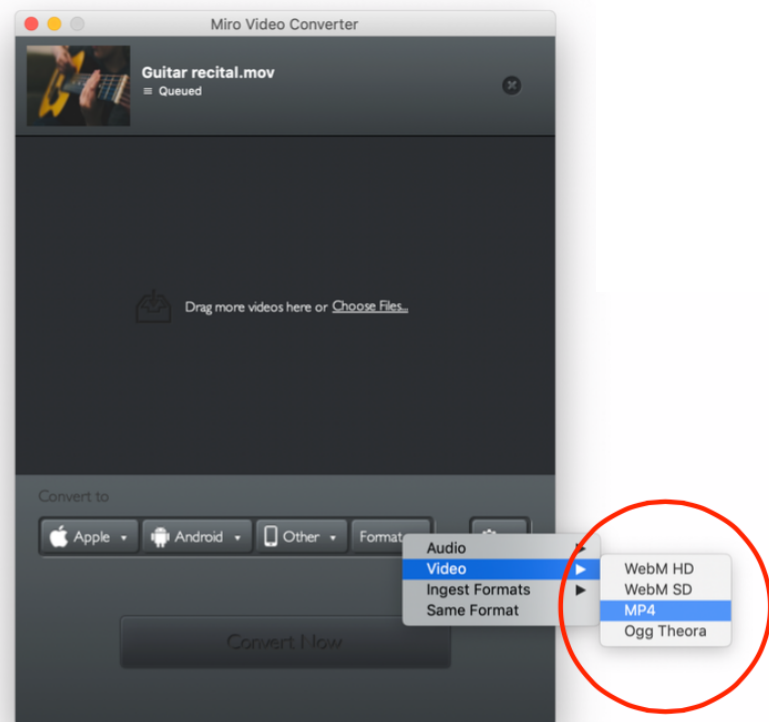 Miro Video Converter
Guitar recital.mov
Queued
Drag more videos here or Choose Files...
Convert to
Apple
Android
Other
Format
Audio
Video
Ingest Formats
Same Format
WebM HD
WebM SD
MP4
Ogg Theora
Convert Now